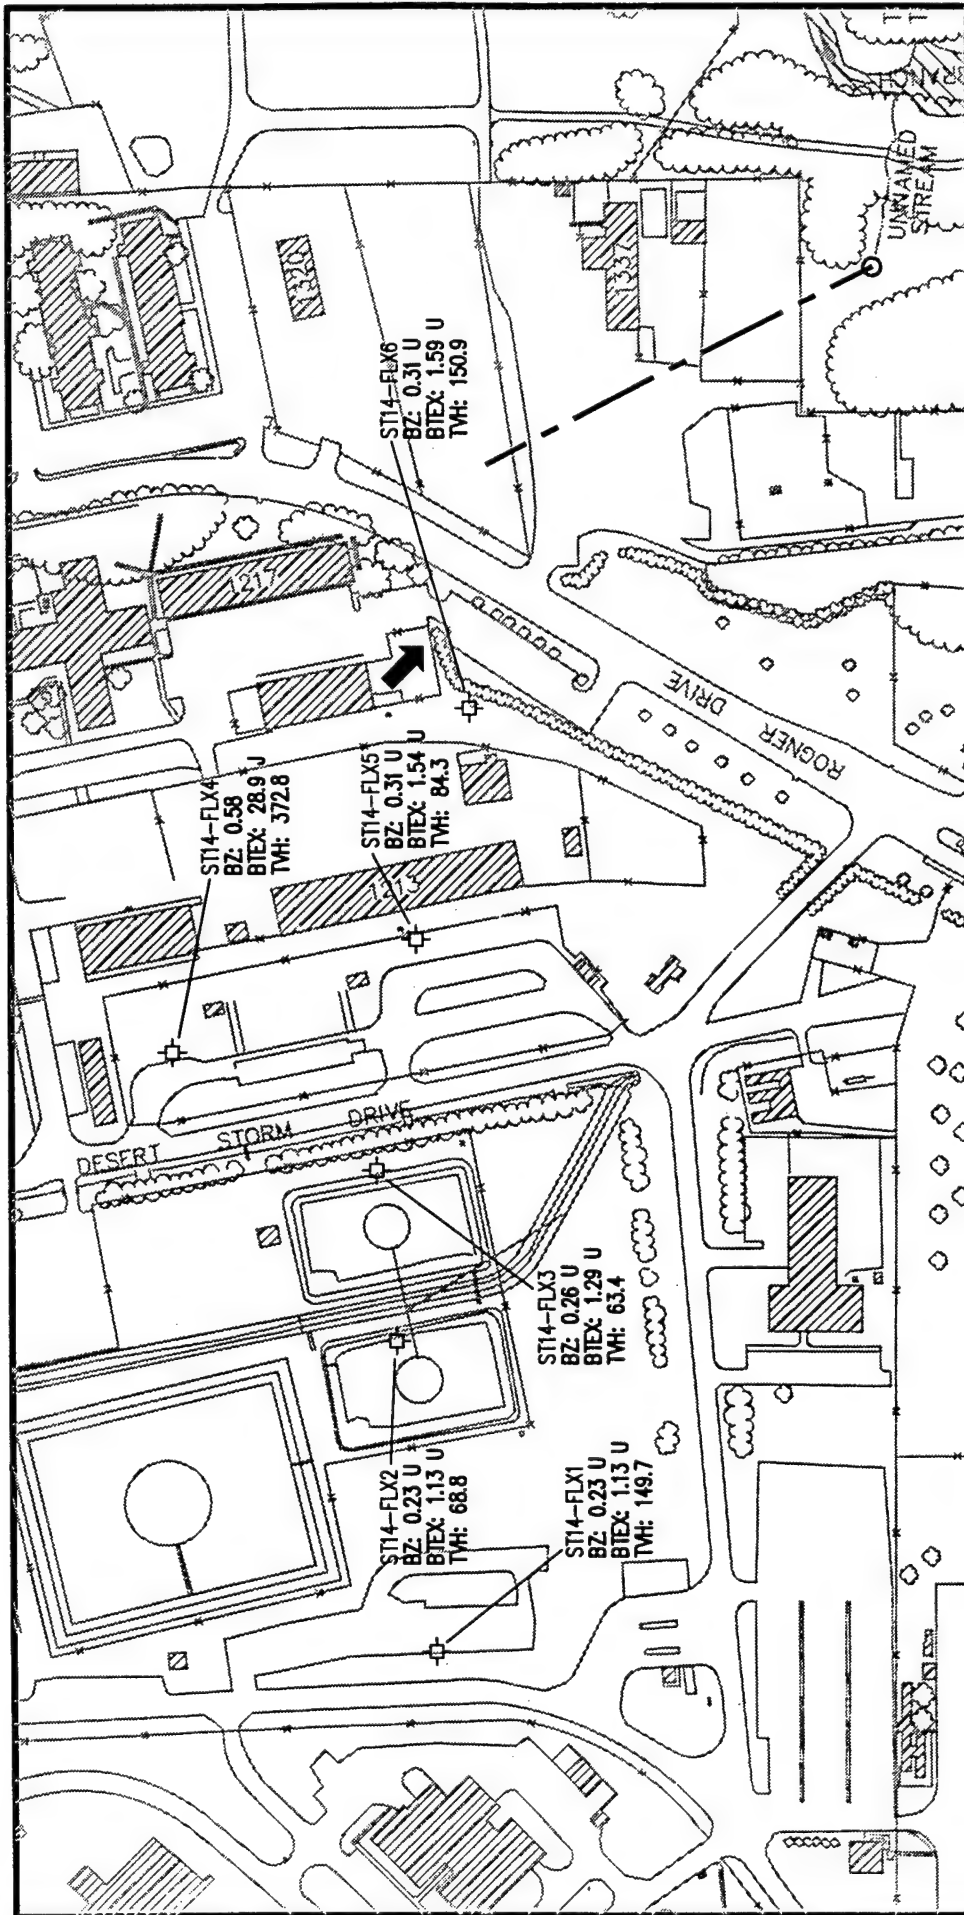 UNNAMED
STREAM
BRANCH
1320
1337
ST14-FLX6
BZ: 0.31 U
BTEX: 1.59 U
TVH: 150.9
1217
ROGNER DRIVE
ST14-FLX4
BZ: 0.58
BTEX: 28.9 J
TVH: 372.8
ST14-FLX5
BZ: 0.31 U
BTEX: 1.54 U
TVH: 84.3
1213
DESERT STORM DRIVE
ST14-FLX3
BZ: 0.26 U
BTEX: 1.29 U
TVH: 63.4
ST14-FLX2
BZ: 0.23 U
BTEX: 1.13 U
TVH: 68.8
ST14-FLX1
BZ: 0.23 U
BTEX: 1.13 U
TVH: 149.7